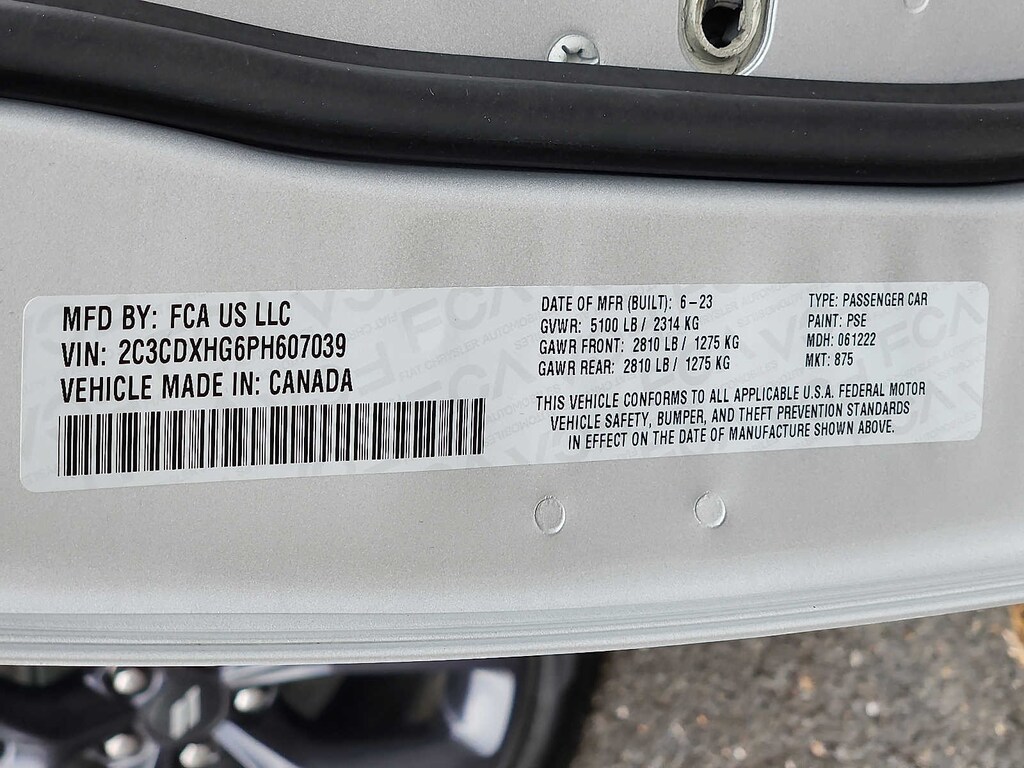 MFD BY: FCA US LLC
VIN: 2C3CDXHG6PH607039
VEHICLE MADE IN: CANADA
DATE OF MFR (BUILT): 6-23
GVWR: 5100 LB / 2314 KG
GAWR FRONT: 2810 LB / 1275 KG
GAWR REAR: 2810 LB / 1275 KG
TYPE: PASSENGER CAR
PAINT: PSE
MDH: 061222
MKT: 875
THIS VEHICLE CONFORMS TO ALL APPLICABLE U.S.A. FEDERAL MOTOR
VEHICLE SAFETY, BUMPER, AND THEFT PREVENTION STANDARDS
IN EFFECT ON THE DATE OF MANUFACTURE SHOWN ABOVE.